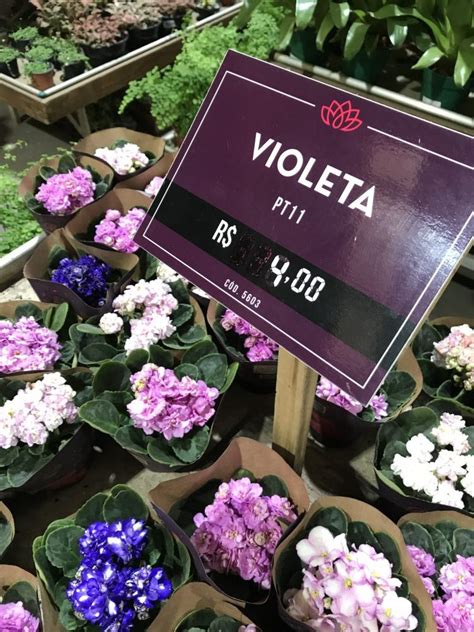 VIOLETA
PT11
R$ 4,00
COD 5603